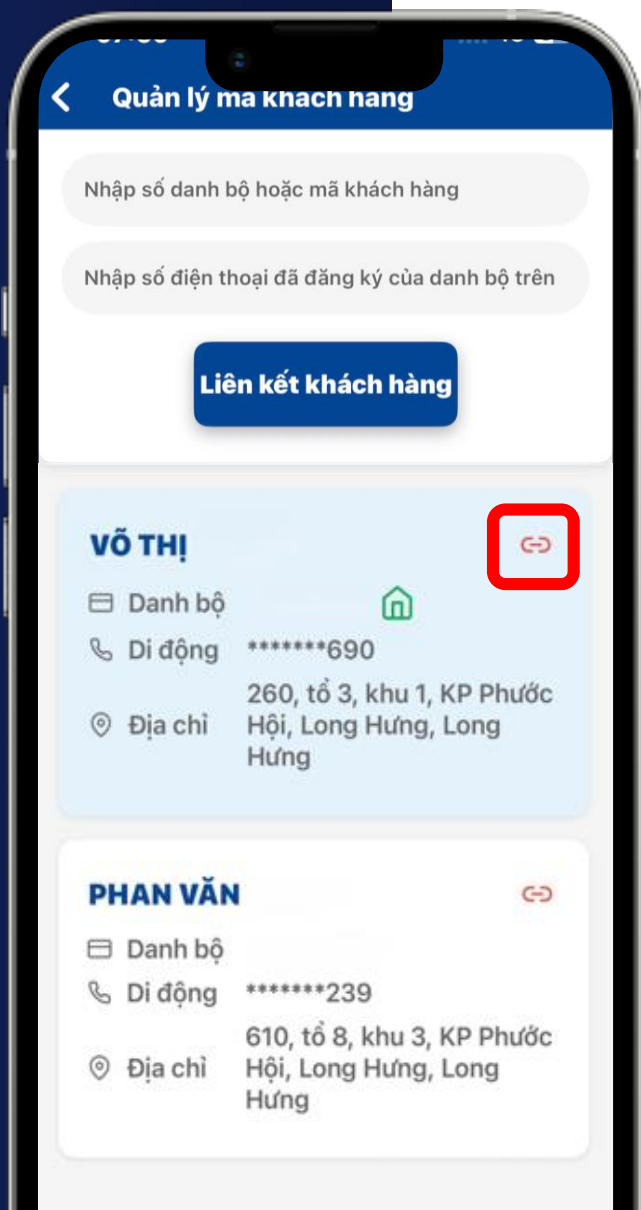 Quản lý mã khách hàng
Nhập số danh bộ hoặc mã khách hàng
Nhập số điện thoại đã đăng ký của danh bộ trên
Liên kết khách hàng
VÕ THỊ
Danh bộ
Di động *******690
Địa chỉ 260, tổ 3, khu 1, KP Phước
Hội, Long Hưng, Long
Hưng
PHAN VĂN
Danh bộ
Di động *******239
Địa chỉ 610, tổ 8, khu 3, KP Phước
Hội, Long Hưng, Long
Hưng